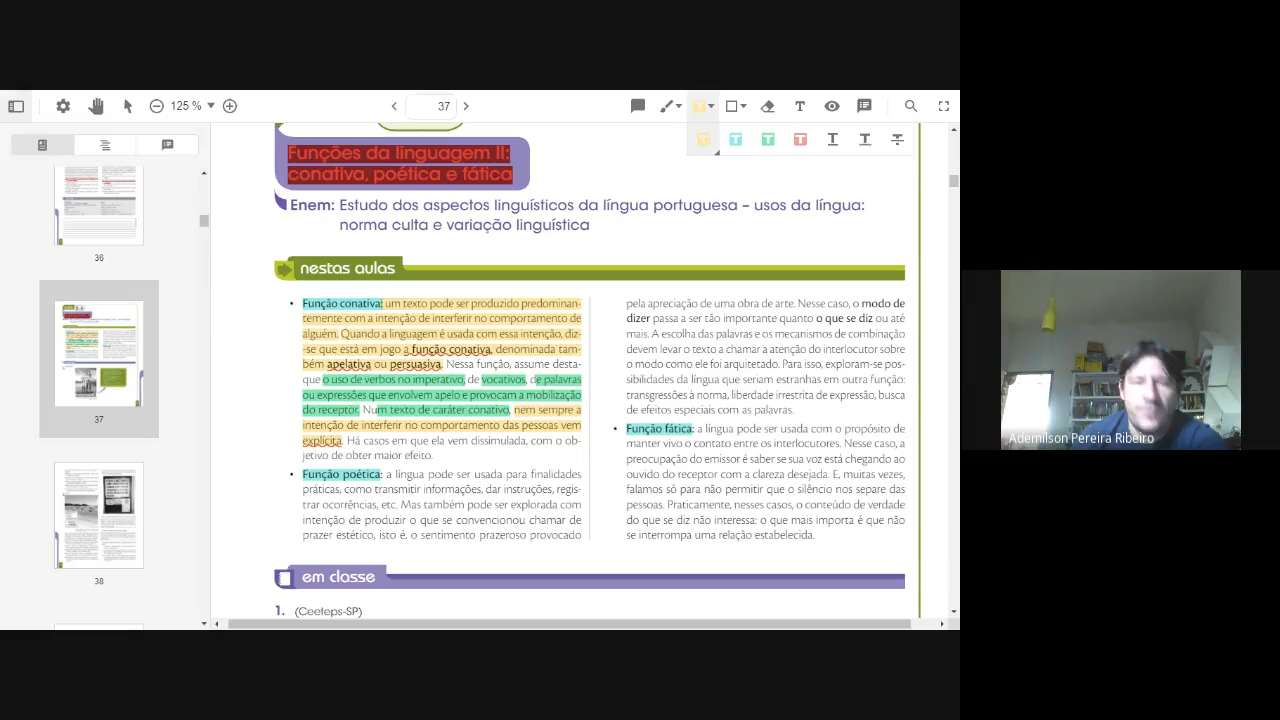 125 %
37
Funções da linguagem II:
conativa, poética e fática
Enem: Estudo dos aspectos linguísticos da língua portuguesa – usos da língua:
norma culta e variação linguística
nestas aulas
• Função conativa: um texto pode ser produzido predominan-
temente com a intenção de interferir no comportamento de
alguém. Quando a linguagem é usada com essa intenção, diz-
-se que está em jogo a função conativa, denominada tam-
bém apelativa ou persuasiva. Nessa função, assume desta-
que o uso de verbos no imperativo, de vocativos, de palavras
ou expressões que envolvem apelo e provocam a mobilização
do receptor. Num texto de caráter conativo, nem sempre a
intenção de interferir no comportamento das pessoas vem
explícita. Há casos em que ela vem dissimulada, com o ob-
jetivo de obter maior efeito.
• Função poética: a língua pode ser usada para finalidades
práticas, como transmitir informações, dar instruções, regis-
trar ocorrências, etc. Mas também pode ser explorada com
intenção de produzir o que se convencionou chamar de
prazer estético, isto é, o sentimento prazeroso provocado
pela apreciação de uma obra de arte. Nesse caso, o modo de
dizer passa a ser tão importante quanto o que se diz ou até
mais. A escolha das palavras e dos mecanismos de combinação
devem levar o texto a chamar a atenção do interlocutor sobre
o modo como ele foi arquitetado. Para isso, exploram-se pos-
sibilidades da língua que seriam estranhas em outra função:
transgressões à norma, liberdade irrestrita de expressão, busca
de efeitos especiais com as palavras.
• Função fática: a língua pode ser usada com o propósito de
manter vivo o contato entre os interlocutores. Nesse caso, a
preocupação do emissor é saber se sua voz está chegando ao
ouvido do receptor com a clareza desejada. E, muitas vezes,
falamos só para não permitir que o silêncio nos separe das
pessoas. Praticamente, nesses casos, o conteúdo de verdade
do que se diz não interessa: o que mais importa é que não
se interrompa uma relação estabelecida.
em classe
1. (Ceeteps-SP)
36
37
38
Ademilson Pereira Ribeiro